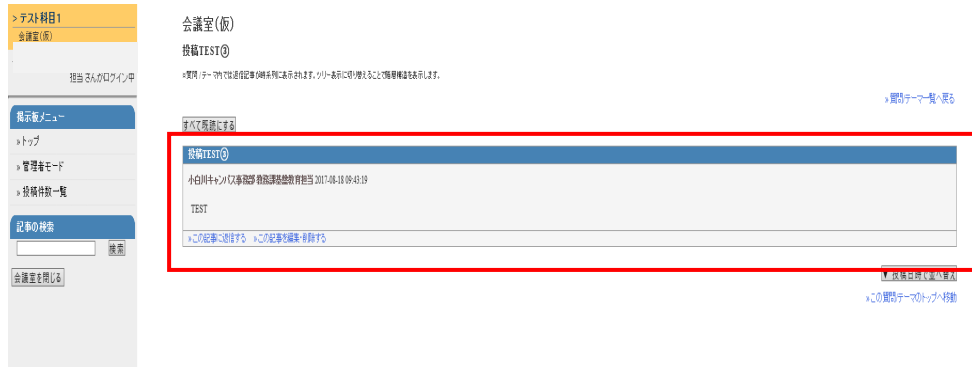 > テスト科目1
会議室(仮)
担当 さんがログイン中
掲示板メニュー
»トップ
»管理者モード
»投稿件数一覧
記事の検索
検索
会議室を閉じる
会議室(仮)
投稿TEST③
※質問/テーマ内では返信記事が時系列に表示されます。ツリー表示に切り替えることで階層構造を表示します。
»質問/テーマ一覧へ戻る
すべて既読にする
投稿TEST③
小白川キャンパス事務部 教務課基盤教育担当 2017-08-18 09:43:19
TEST
»この記事に返信する »この記事を編集・削除する
▼ 投稿日時で並べ替え
»この質問/テーマのトップへ移動